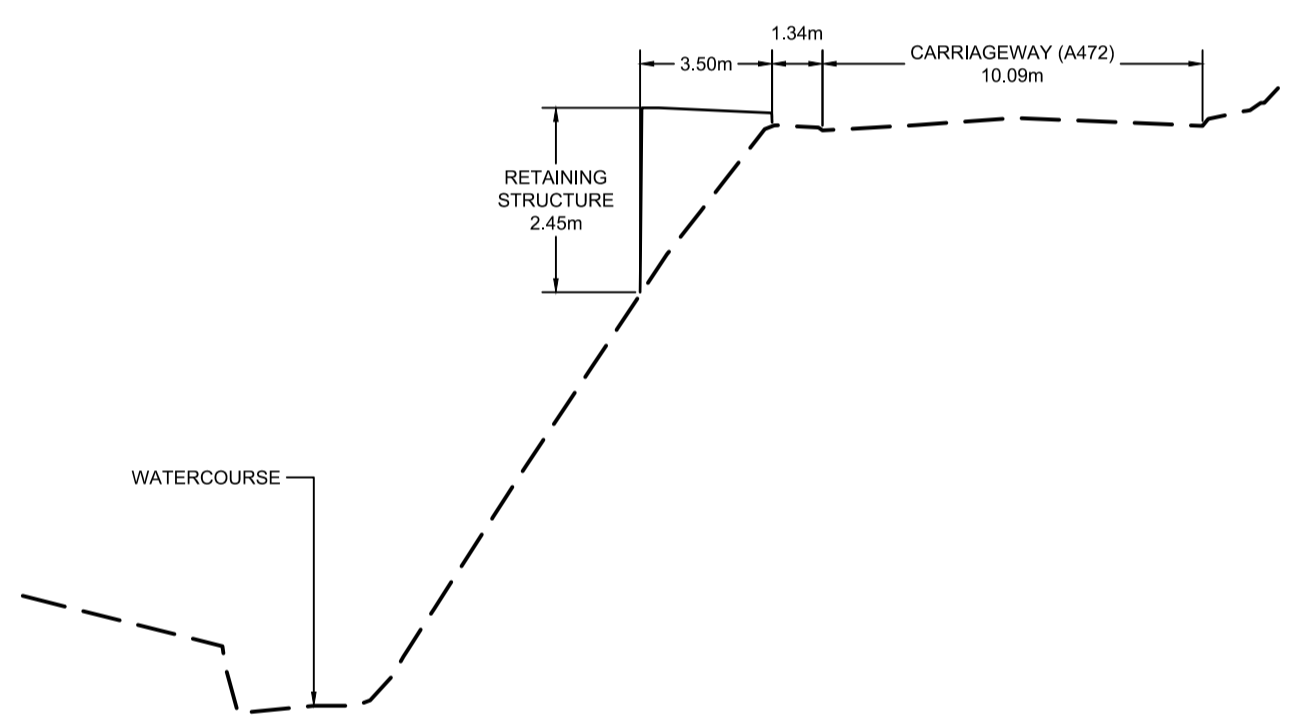 1.34m
3.50m
CARRIAGEWAY (A472)
10.09m
RETAINING
STRUCTURE
2.45m
WATERCOURSE